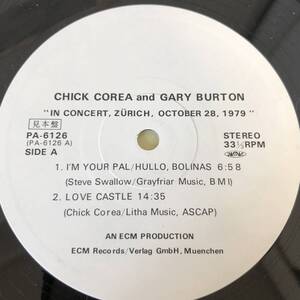 CHICK COREA and GARY BURTON
"IN CONCERT, ZÜRICH, OCTOBER 28, 1979"
見本盤
PA-6126
(PA-6126 A)
SIDE A
STEREO
33⅓RPM
1. I'M YOUR PAL/HULLO, BOLINAS 6:58
(Steve Swallow/Grayfriar Music, BMI)
2. LOVE CASTLE 14:35
(Chick Corea/Litha Music, ASCAP)
AN ECM PRODUCTION
ECM Records/Verlag GmbH, Muenchen